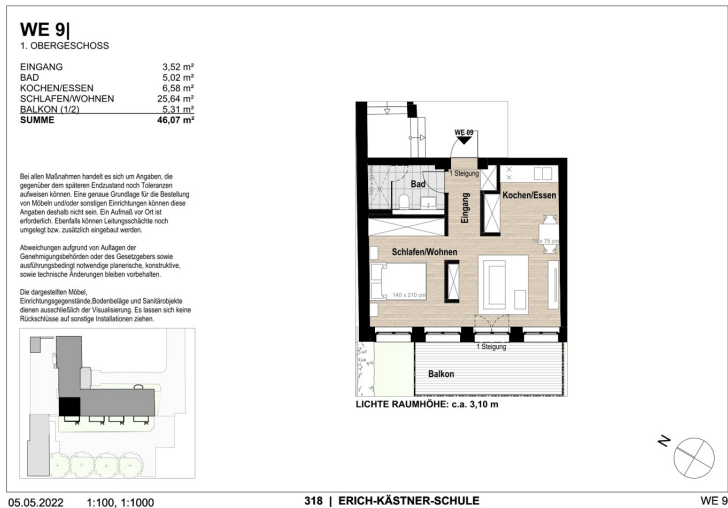 WE 9|
1. OBERGESCHOSS
EINGANG 3,52 m²
BAD 5,02 m²
KOCHEN/ESSEN 6,58 m²
SCHLAFEN/WOHNEN 25,64 m²
BALKON (1/2) 5,31 m²
SUMME 46,07 m²
Bei allen Maßnahmen handelt es sich um Angaben, die
gegenüber dem späteren Endzustand noch Toleranzen
aufweisen können. Eine genaue Grundlage für die Bestellung
von Möbeln und/oder sonstigen Einrichtungen können diese
Angaben deshalb nicht sein. Ein Aufmaß vor Ort ist
erforderlich. Ebenfalls können Leitungsschächte noch
umgelegt bzw. zusätzlich eingebaut werden.
Abweichungen aufgrund von Auflagen der
Genehmigungsbehörden oder des Gesetzgebers sowie
ausführungsbedingt notwendige planerische, konstruktive,
sowie technische Änderungen bleiben vorbehalten.
Die dargestellten Möbel,
Einrichtungsgegenstände,Bodenbeläge und Sanitärobjekte
dienen ausschließlich der Visualisierung. Es lassen sich keine
Rückschlüsse auf sonstige Installationen ziehen.
WE 09
1 Steigung
Bad
Eingang
Kochen/Essen
75 x 75 cm
Schlafen/Wohnen
140 x 210 cm
1 Steigung
Balkon
LICHTE RAUMHÖHE: c.a. 3,10 m
N
05.05.2022 1:100, 1:1000 318 | ERICH-KÄSTNER-SCHULE WE 9